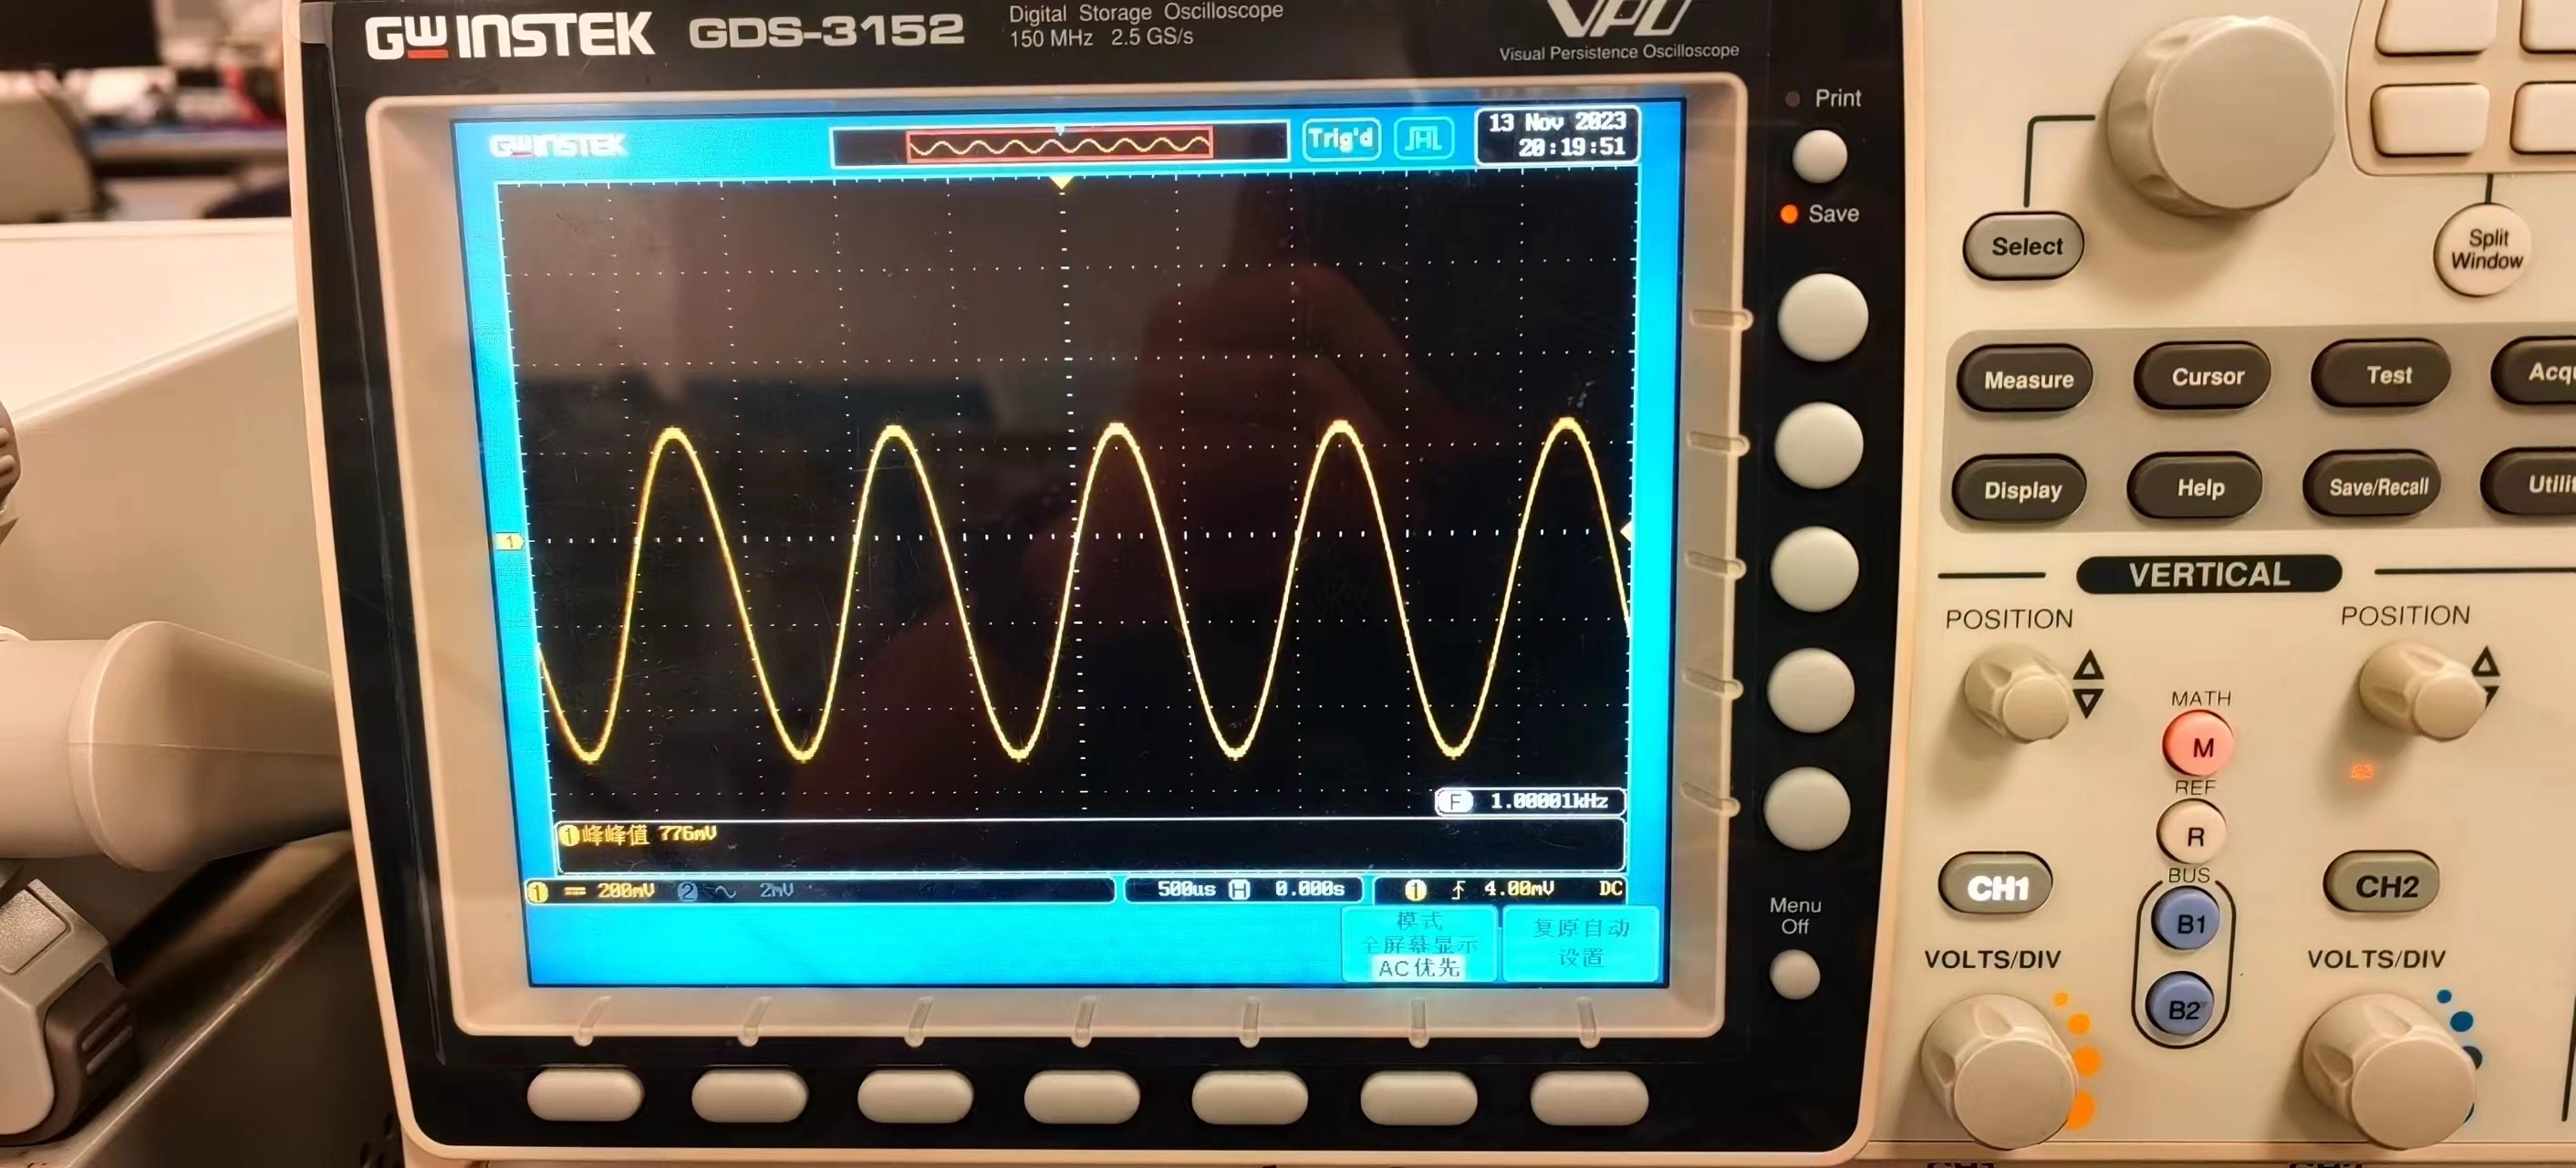 GW INSTEK GDS-3152 Digital Storage Oscilloscope
150 MHz 2.5 GS/s
VPO
Visual Persistence Oscilloscope
GW INSTEK
Trig'd
13 Nov 2023
20:19:51
1
F 1.00001kHz
1 峰峰值 776mV
1 200mV 2 2mV
500us H 0.000s
1 4.00mV DC
模式
全屏幕显示
AC优先
复原自动
设置
Print
Save
Menu
Off
Select
Split
Window
Measure Cursor Test
Display Help Save/Recall
VERTICAL
POSITION POSITION
MATH
M
REF
R
BUS
CH1 CH2
B1
B2
VOLTS/DIV VOLTS/DIV